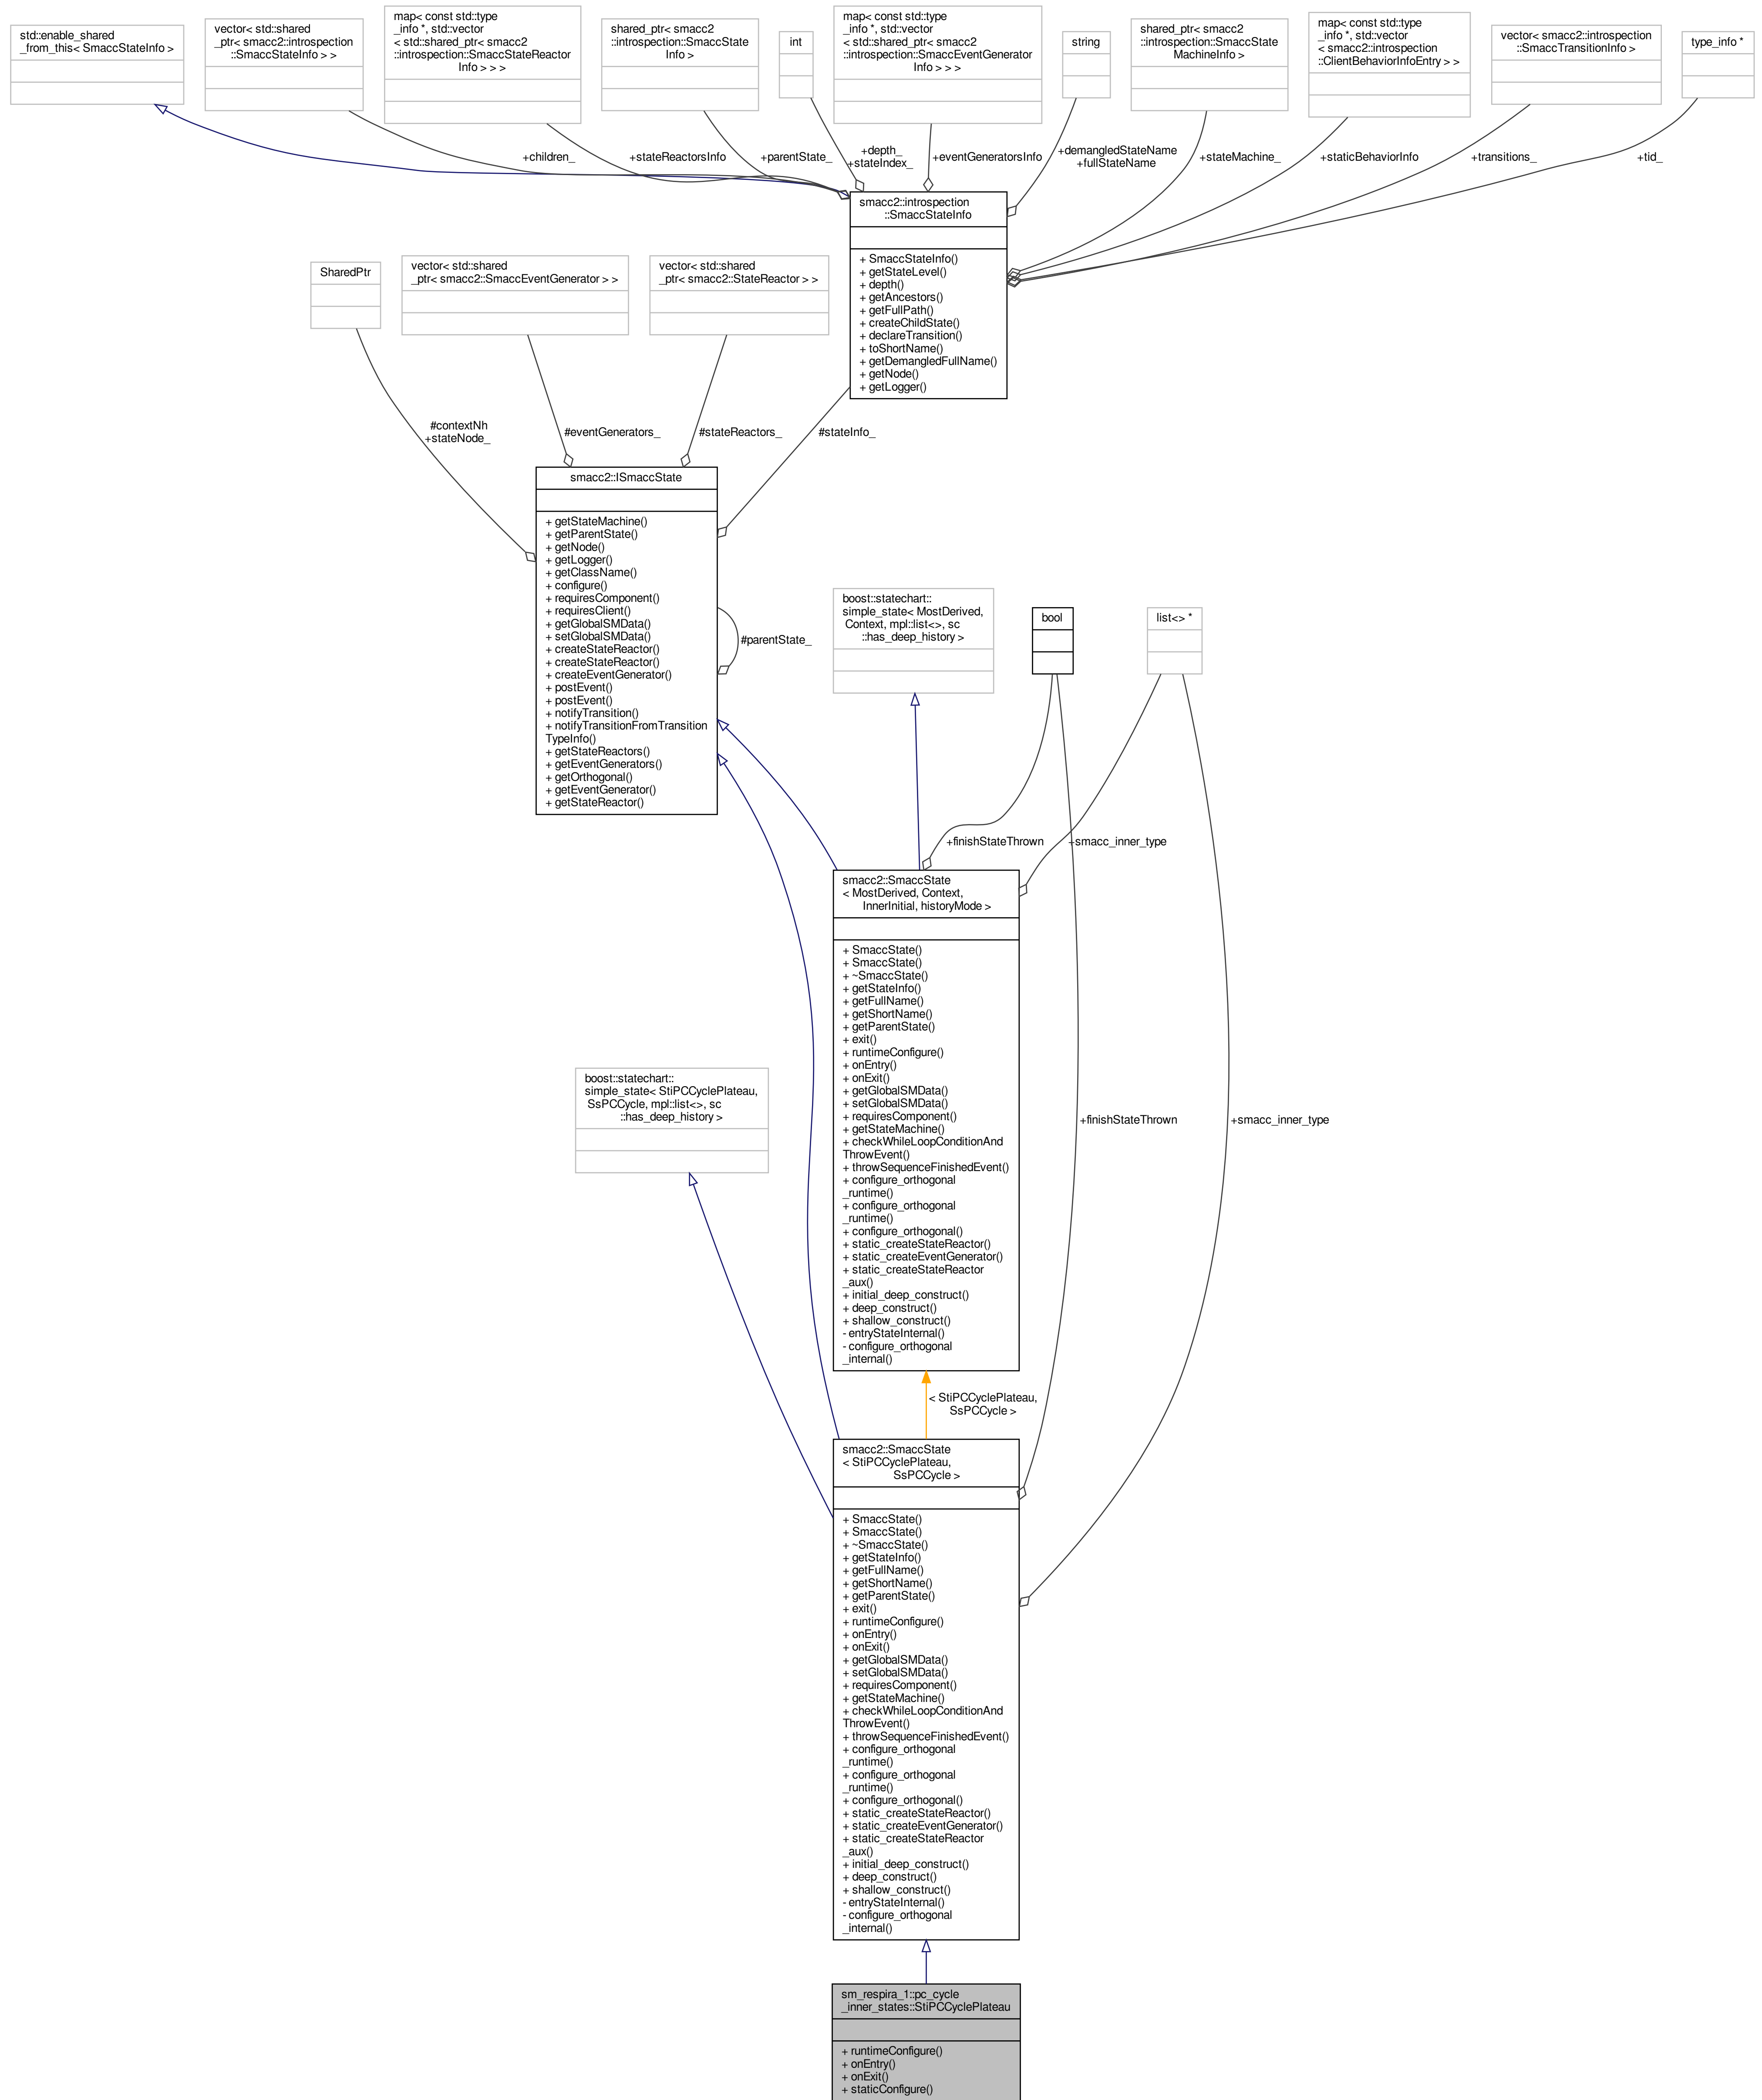 std::enable_shared
_from_this< SmaccStateInfo >
vector< std::shared
_ptr< smacc2::introspection
::SmaccStateInfo > >
map< const std::type
_info *, std::vector
< std::shared_ptr< smacc2
::introspection::SmaccStateReactor
Info > > >
shared_ptr< smacc2
::introspection::SmaccState
Info >
int
map< const std::type
_info *, std::vector
< std::shared_ptr< smacc2
::introspection::SmaccEventGenerator
Info > > >
string
shared_ptr< smacc2
::introspection::SmaccState
MachineInfo >
map< const std::type
_info *, std::vector
< smacc2::introspection
::ClientBehaviorInfoEntry > >
vector< smacc2::introspection
::SmaccTransitionInfo >
type_info *
+children_
+stateReactorsInfo
+parentState_
+depth_
+stateIndex_
+eventGeneratorsInfo
+demangledStateName
+fullStateName
+stateMachine_
+staticBehaviorInfo
+transitions_
+tid_
smacc2::introspection
::SmaccStateInfo
+ SmaccStateInfo()
+ getStateLevel()
+ depth()
+ getAncestors()
+ getFullPath()
+ createChildState()
+ declareTransition()
+ toShortName()
+ getDemangledFullName()
+ getNode()
+ getLogger()
SharedPtr
vector< std::shared
_ptr< smacc2::SmaccEventGenerator > >
vector< std::shared
_ptr< smacc2::StateReactor > >
#contextNh
+stateNode_
#eventGenerators_
#stateReactors_
#stateInfo_
smacc2::ISmaccState
+ getStateMachine()
+ getParentState()
+ getNode()
+ getLogger()
+ getClassName()
+ configure()
+ requiresComponent()
+ requiresClient()
+ getGlobalSMData()
+ setGlobalSMData()
+ createStateReactor()
+ createStateReactor()
+ createEventGenerator()
+ postEvent()
+ postEvent()
+ notifyTransition()
+ notifyTransitionFromTransition
TypeInfo()
+ getStateReactors()
+ getEventGenerators()
+ getOrthogonal()
+ getEventGenerator()
+ getStateReactor()
#parentState_
boost::statechart::
simple_state< MostDerived,
Context, mpl::list<>, sc
::has_deep_history >
bool
list<> *
+finishStateThrown
+smacc_inner_type
smacc2::SmaccState
< MostDerived, Context,
InnerInitial, historyMode >
+ SmaccState()
+ SmaccState()
+ ~SmaccState()
+ getStateInfo()
+ getFullName()
+ getShortName()
+ getParentState()
+ exit()
+ runtimeConfigure()
+ onEntry()
+ onExit()
+ getGlobalSMData()
+ setGlobalSMData()
+ requiresComponent()
+ getStateMachine()
+ checkWhileLoopConditionAnd
ThrowEvent()
+ throwSequenceFinishedEvent()
+ configure_orthogonal
_runtime()
+ configure_orthogonal
_runtime()
+ configure_orthogonal()
+ static_createStateReactor()
+ static_createEventGenerator()
+ static_createStateReactor
_aux()
+ initial_deep_construct()
+ deep_construct()
+ shallow_construct()
- entryStateInternal()
- configure_orthogonal
_internal()
boost::statechart::
simple_state< StiPCCyclePlateau,
SsPCCycle, mpl::list<>, sc
::has_deep_history >
+finishStateThrown
+smacc_inner_type
< StiPCCyclePlateau,
SsPCCycle >
smacc2::SmaccState
< StiPCCyclePlateau,
SsPCCycle >
+ SmaccState()
+ SmaccState()
+ ~SmaccState()
+ getStateInfo()
+ getFullName()
+ getShortName()
+ getParentState()
+ exit()
+ runtimeConfigure()
+ onEntry()
+ onExit()
+ getGlobalSMData()
+ setGlobalSMData()
+ requiresComponent()
+ getStateMachine()
+ checkWhileLoopConditionAnd
ThrowEvent()
+ throwSequenceFinishedEvent()
+ configure_orthogonal
_runtime()
+ configure_orthogonal
_runtime()
+ configure_orthogonal()
+ static_createStateReactor()
+ static_createEventGenerator()
+ static_createStateReactor
_aux()
+ initial_deep_construct()
+ deep_construct()
+ shallow_construct()
- entryStateInternal()
- configure_orthogonal
_internal()
sm_respira_1::pc_cycle
_inner_states::StiPCCyclePlateau
+ runtimeConfigure()
+ onEntry()
+ onExit()
+ staticConfigure()